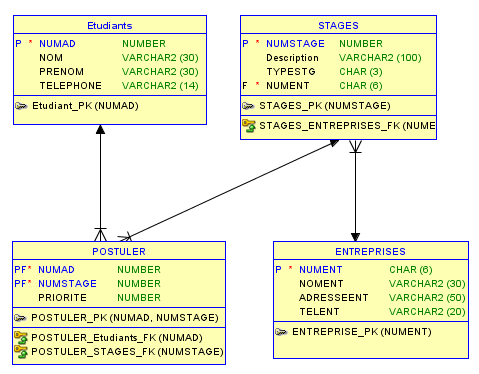 Etudiants
P * NUMAD NUMBER
NOM VARCHAR2 (30)
PRENOM VARCHAR2 (30)
TELEPHONE VARCHAR2 (14)
Etudiant_PK (NUMAD)
STAGES
P * NUMSTAGE NUMBER
Description VARCHAR2 (100)
TYPESTG CHAR (3)
F * NUMENT CHAR (6)
STAGES_PK (NUMSTAGE)
STAGES_ENTREPRISES_FK (NUME
POSTULER
PF* NUMAD NUMBER
PF* NUMSTAGE NUMBER
PRIORITE NUMBER
POSTULER_PK (NUMAD, NUMSTAGE)
POSTULER_Etudiants_FK (NUMAD)
POSTULER_STAGES_FK (NUMSTAGE)
ENTREPRISES
P * NUMENT CHAR (6)
NOMENT VARCHAR2 (30)
ADRESSEENT VARCHAR2 (50)
TELENT VARCHAR2 (20)
ENTREPRISE_PK (NUMENT)